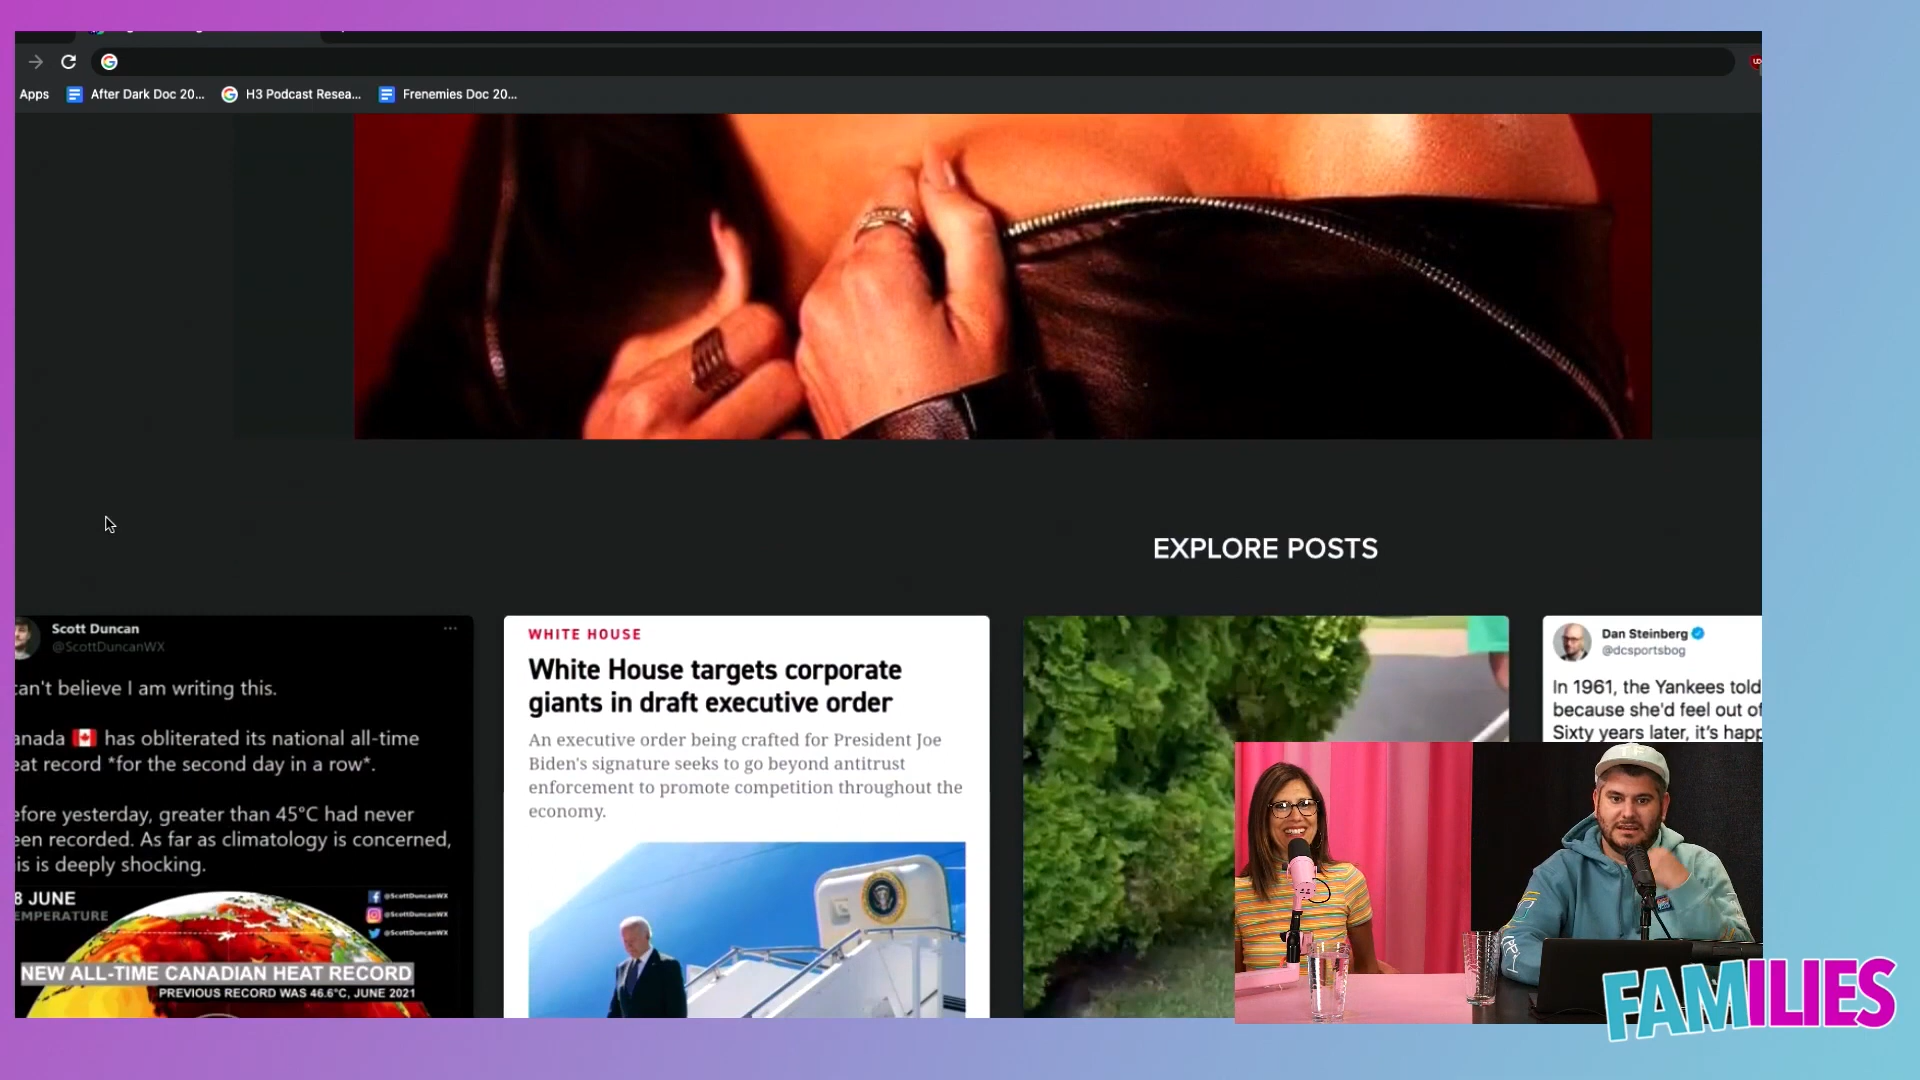 Apps
After Dark Doc 20...
H3 Podcast Resea...
Frenemies Doc 20...
EXPLORE POSTS
Scott Duncan
@ScottDuncanWX
can't believe I am writing this.
anada 🇨🇦 has obliterated its national all-time
eat record *for the second day in a row*.
efore yesterday, greater than 45°C had never
een recorded. As far as climatology is concerned,
is is deeply shocking.
8 JUNE
EMPERATURE
@ScottDuncanWX
@ScottDuncanWX
@ScottDuncanWX
NEW ALL-TIME CANADIAN HEAT RECORD
PREVIOUS RECORD WAS 46.6°C, JUNE 2021
WHITE HOUSE
White House targets corporate
giants in draft executive order
An executive order being crafted for President Joe
Biden's signature seeks to go beyond antitrust
enforcement to promote competition throughout the
economy.
Dan Steinberg
@dcsportsbog
In 1961, the Yankees told
because she'd feel out of
Sixty years later, it's happ
FAMILIES